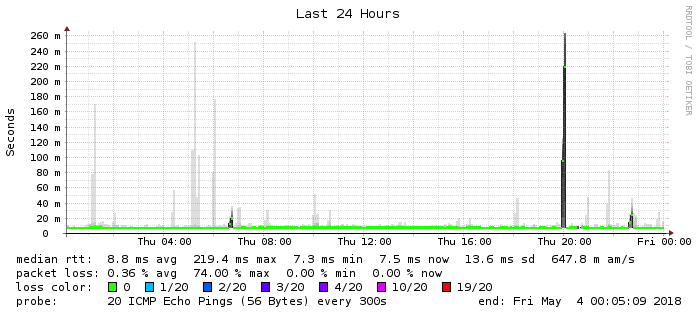 Last 24 Hours
RRDTOOL / TOBI OETIKER
Seconds
260 m
240 m
220 m
200 m
180 m
160 m
140 m
120 m
100 m
80 m
60 m
40 m
20 m
0
Thu 04:00 Thu 08:00 Thu 12:00 Thu 16:00 Thu 20:00 Fri 00:00
median rtt: 8.8 ms avg 219.4 ms max 7.3 ms min 7.5 ms now 13.6 ms sd 647.8 m am/s
packet loss: 0.36 % avg 74.00 % max 0.00 % min 0.00 % now
loss color: 0 1/20 2/20 3/20 4/20 10/20 19/20
probe: 20 ICMP Echo Pings (56 Bytes) every 300s end: Fri May 4 00:05:09 2018